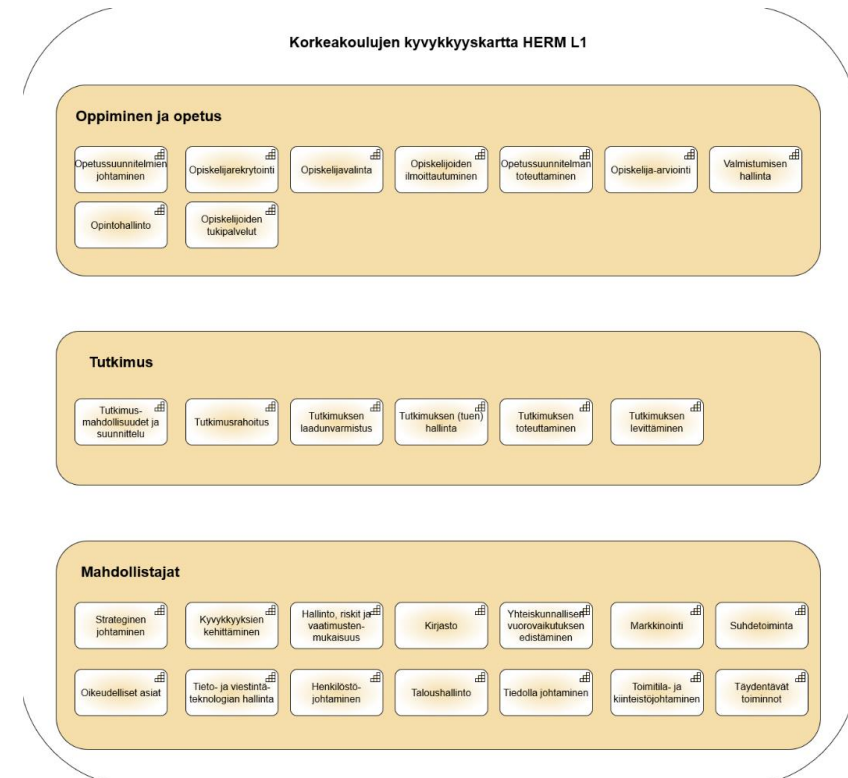 Korkeakoulujen kyvykkyyskartta HERM L1
Oppiminen ja opetus
Opetussuunnitelmien
johtaminen
Opiskelijarekrytointi
Opiskelijavalinta
Opiskelijoiden
ilmoittautuminen
Opetussuunnitelman
toteuttaminen
Opiskelija-arviointi
Valmistumisen
hallinta
Opintohallinto
Opiskelijoiden
tukipalvelut
Tutkimus
Tutkimus-
mahdollisuudet ja
suunnittelu
Tutkimusrahoitus
Tutkimuksen
laadunvarmistus
Tutkimuksen (tuen)
hallinta
Tutkimuksen
toteuttaminen
Tutkimuksen
levittäminen
Mahdollistajat
Strateginen
johtaminen
Kyvykkyyksien
kehittäminen
Hallinto, riskit ja
vaatimusten-
mukaisuus
Kirjasto
Yhteiskunnallisen
vuorovaikutuksen
edistäminen
Markkinointi
Suhdetoiminta
Oikeudelliset asiat
Tieto- ja viestintä-
teknologian hallinta
Henkilöstö-
johtaminen
Taloushallinto
Tiedolla johtaminen
Toimitila- ja
kiinteistöjohtaminen
Täydentävät
toiminnot